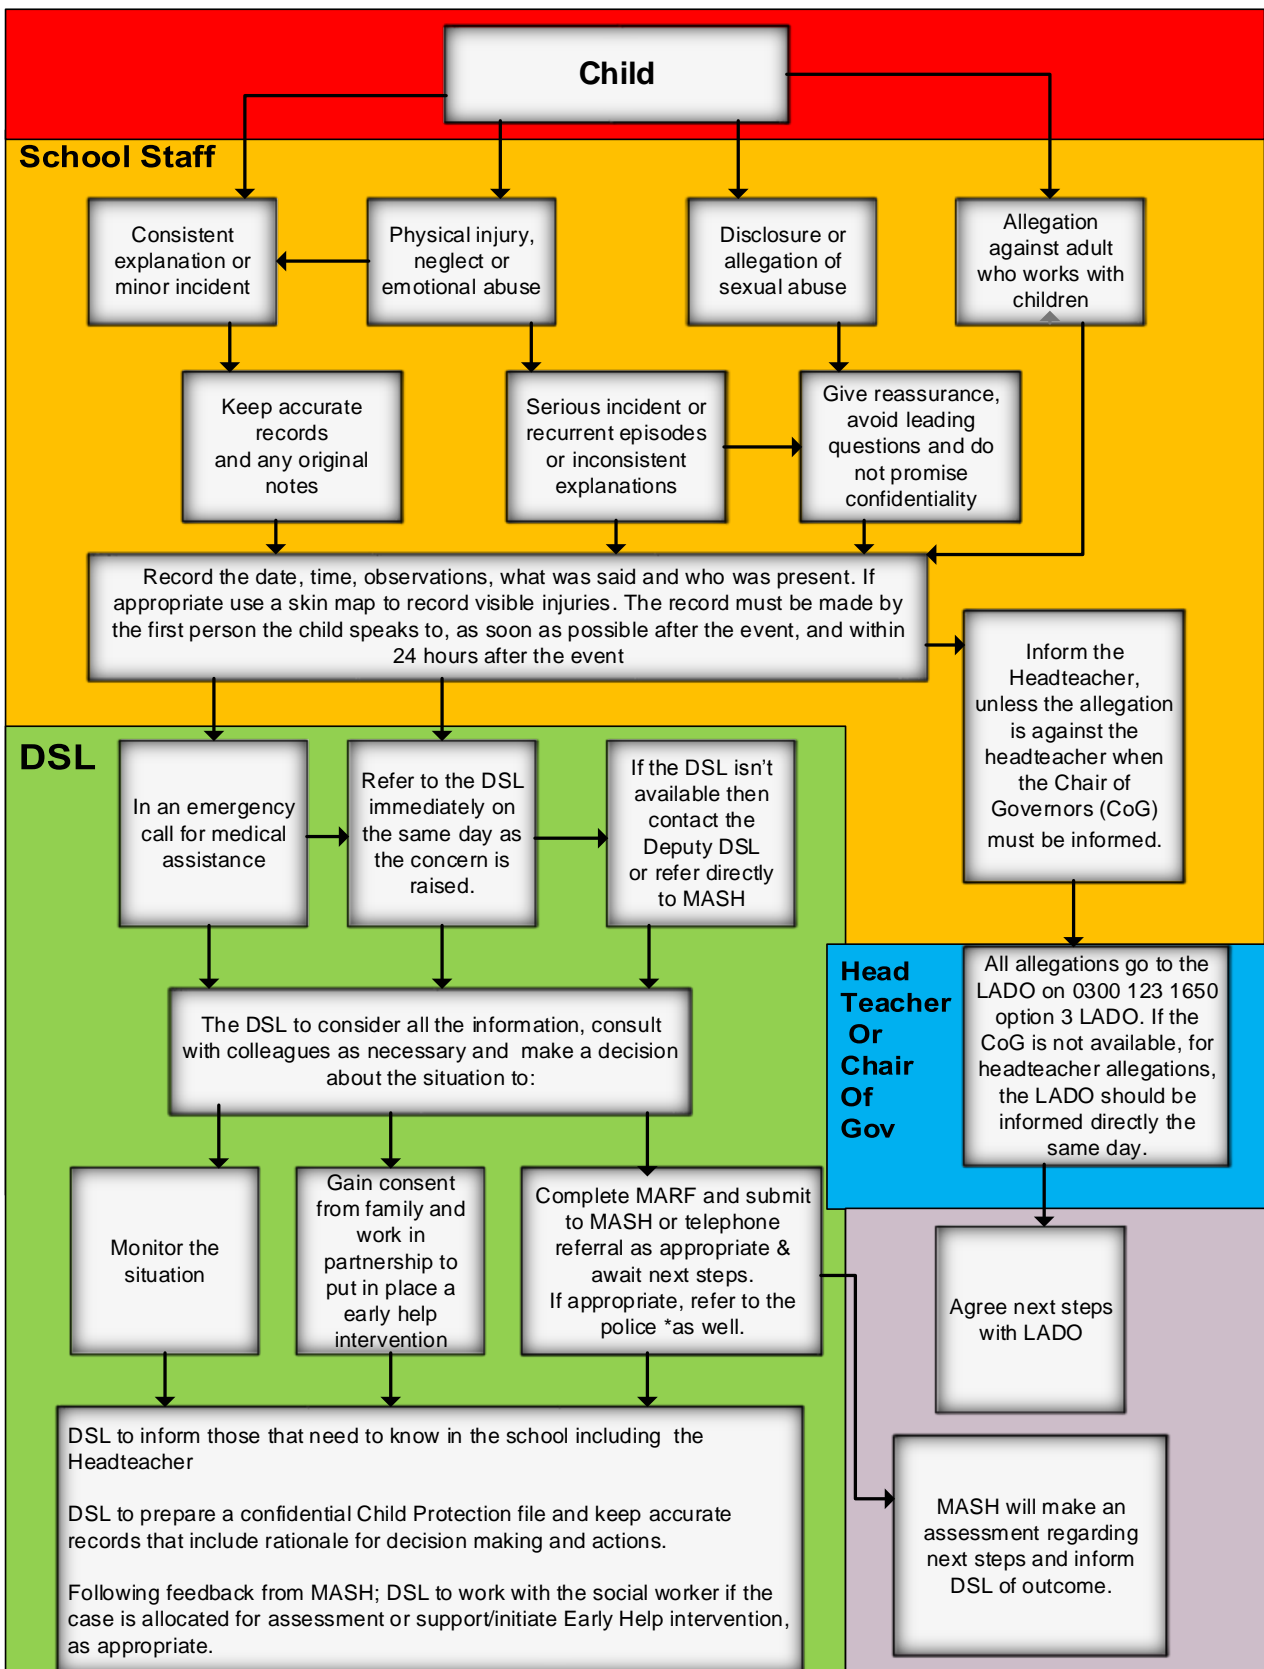 Child
School Staff
Consistent
explanation or
minor incident
Physical injury,
neglect or
emotional abuse
Disclosure or
allegation of
sexual abuse
Allegation
against adult
who works with
children
Keep accurate
records
and any original
notes
Serious incident or
recurrent episodes
or inconsistent
explanations
Give reassurance,
avoid leading
questions and do
not promise
confidentiality
Record the date, time, observations, what was said and who was present. If
appropriate use a skin map to record visible injuries. The record must be made by
the first person the child speaks to, as soon as possible after the event, and within
24 hours after the event
Inform the
Headteacher,
unless the allegation
is against the
headteacher when
the Chair of
Governors (CoG)
must be informed.
DSL
In an emergency
call for medical
assistance
Refer to the DSL
immediately on
the same day as
the concern is
raised.
If the DSL isn't
available then
contact the
Deputy DSL
or refer directly
to MASH
Head
Teacher
Or
Chair
Of
Gov
All allegations go to the
LADO on 0300 123 1650
option 3 LADO. If the
CoG is not available, for
headteacher allegations,
the LADO should be
informed directly the
same day.
The DSL to consider all the information, consult
with colleagues as necessary and make a decision
about the situation to:
Monitor the
situation
Gain consent
from family and
work in
partnership to
put in place a
early help
intervention
Complete MARF and submit
to MASH or telephone
referral as appropriate &
await next steps.
If appropriate, refer to the
police *as well.
Agree next steps
with LADO
DSL to inform those that need to know in the school including the
Headteacher
DSL to prepare a confidential Child Protection file and keep accurate
records that include rationale for decision making and actions.
Following feedback from MASH; DSL to work with the social worker if the
case is allocated for assessment or support/initiate Early Help intervention,
as appropriate.
MASH will make an
assessment regarding
next steps and inform
DSL of outcome.